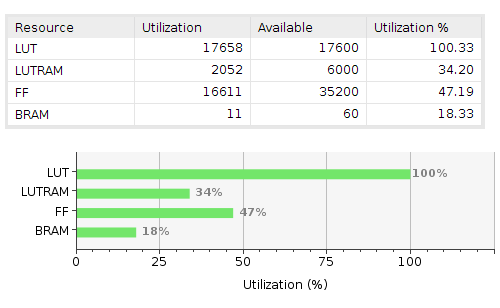 Resource Utilization Available Utilization %
LUT 17658 17600 100.33
LUTRAM 2052 6000 34.20
FF 16611 35200 47.19
BRAM 11 60 18.33
LUT 100%
LUTRAM 34%
FF 47%
BRAM 18%
0 25 50 75 100
Utilization (%)